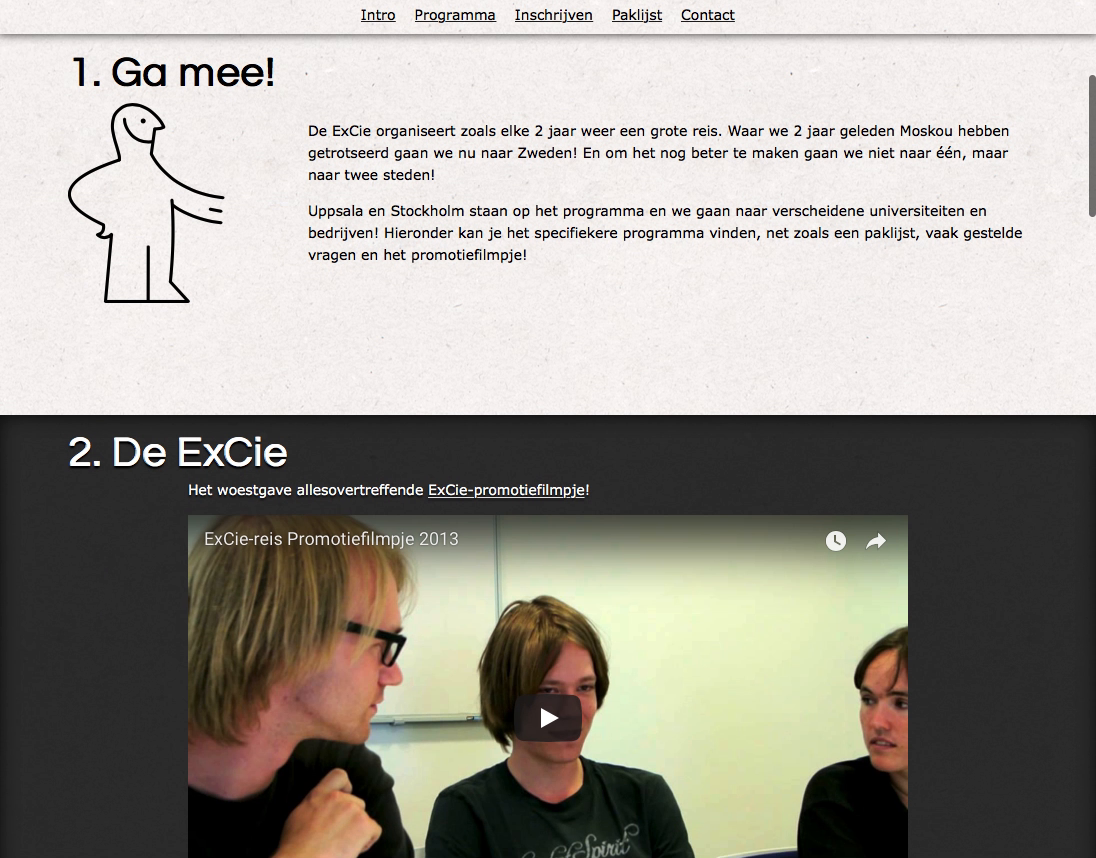 Intro Programma Inschrijven Paklijst Contact
1. Ga mee!
De ExCie organiseert zoals elke 2 jaar weer een grote reis. Waar we 2 jaar geleden Moskou hebben
getrotseerd gaan we nu naar Zweden! En om het nog beter te maken gaan we niet naar één, maar
naar twee steden!
Uppsala en Stockholm staan op het programma en we gaan naar verscheidene universiteiten en
bedrijven! Hieronder kan je het specifiekere programma vinden, net zoals een paklijst, vaak gestelde
vragen en het promotiefilmpje!
2. De ExCie
Het woestgave allesovertreffende ExCie-promotiefilmpje!
ExCie-reis Promotiefilmpje 2013
Spirit